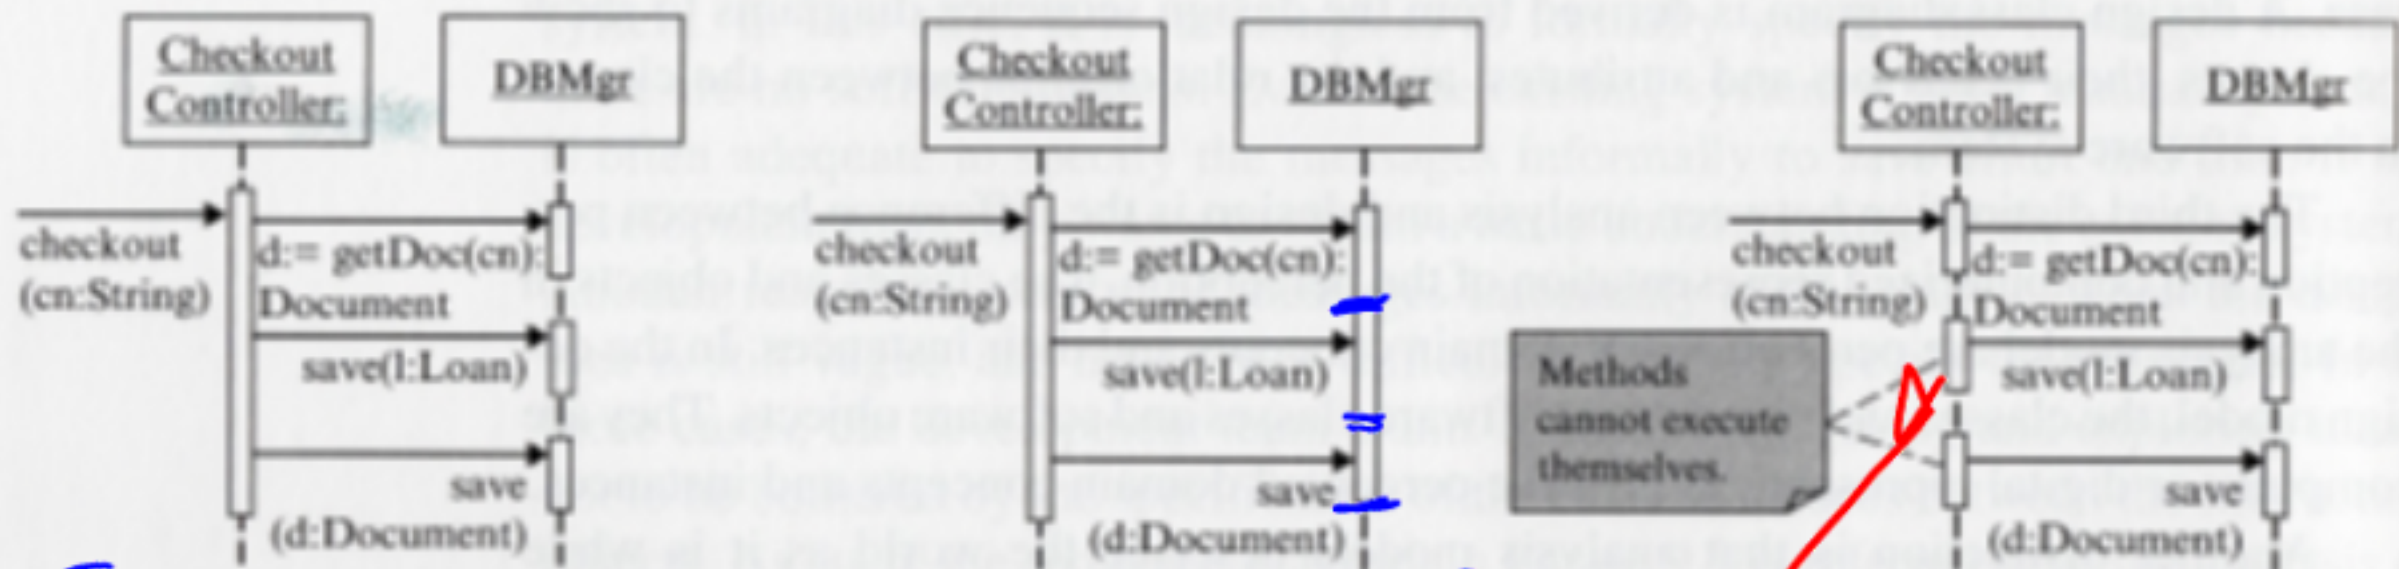 Checkout
Controller:
DBMgr
checkout
(cn:String)
d:= getDoc(cn):
Document
save(l:Loan)
save
(d:Document)
Checkout
Controller:
DBMgr
checkout
(cn:String)
d:= getDoc(cn):
Document
save(l:Loan)
save
(d:Document)
Checkout
Controller:
DBMgr
checkout
(cn:String)
d:= getDoc(cn):
Document
save(l:Loan)
save
(d:Document)
Methods
cannot execute
themselves.